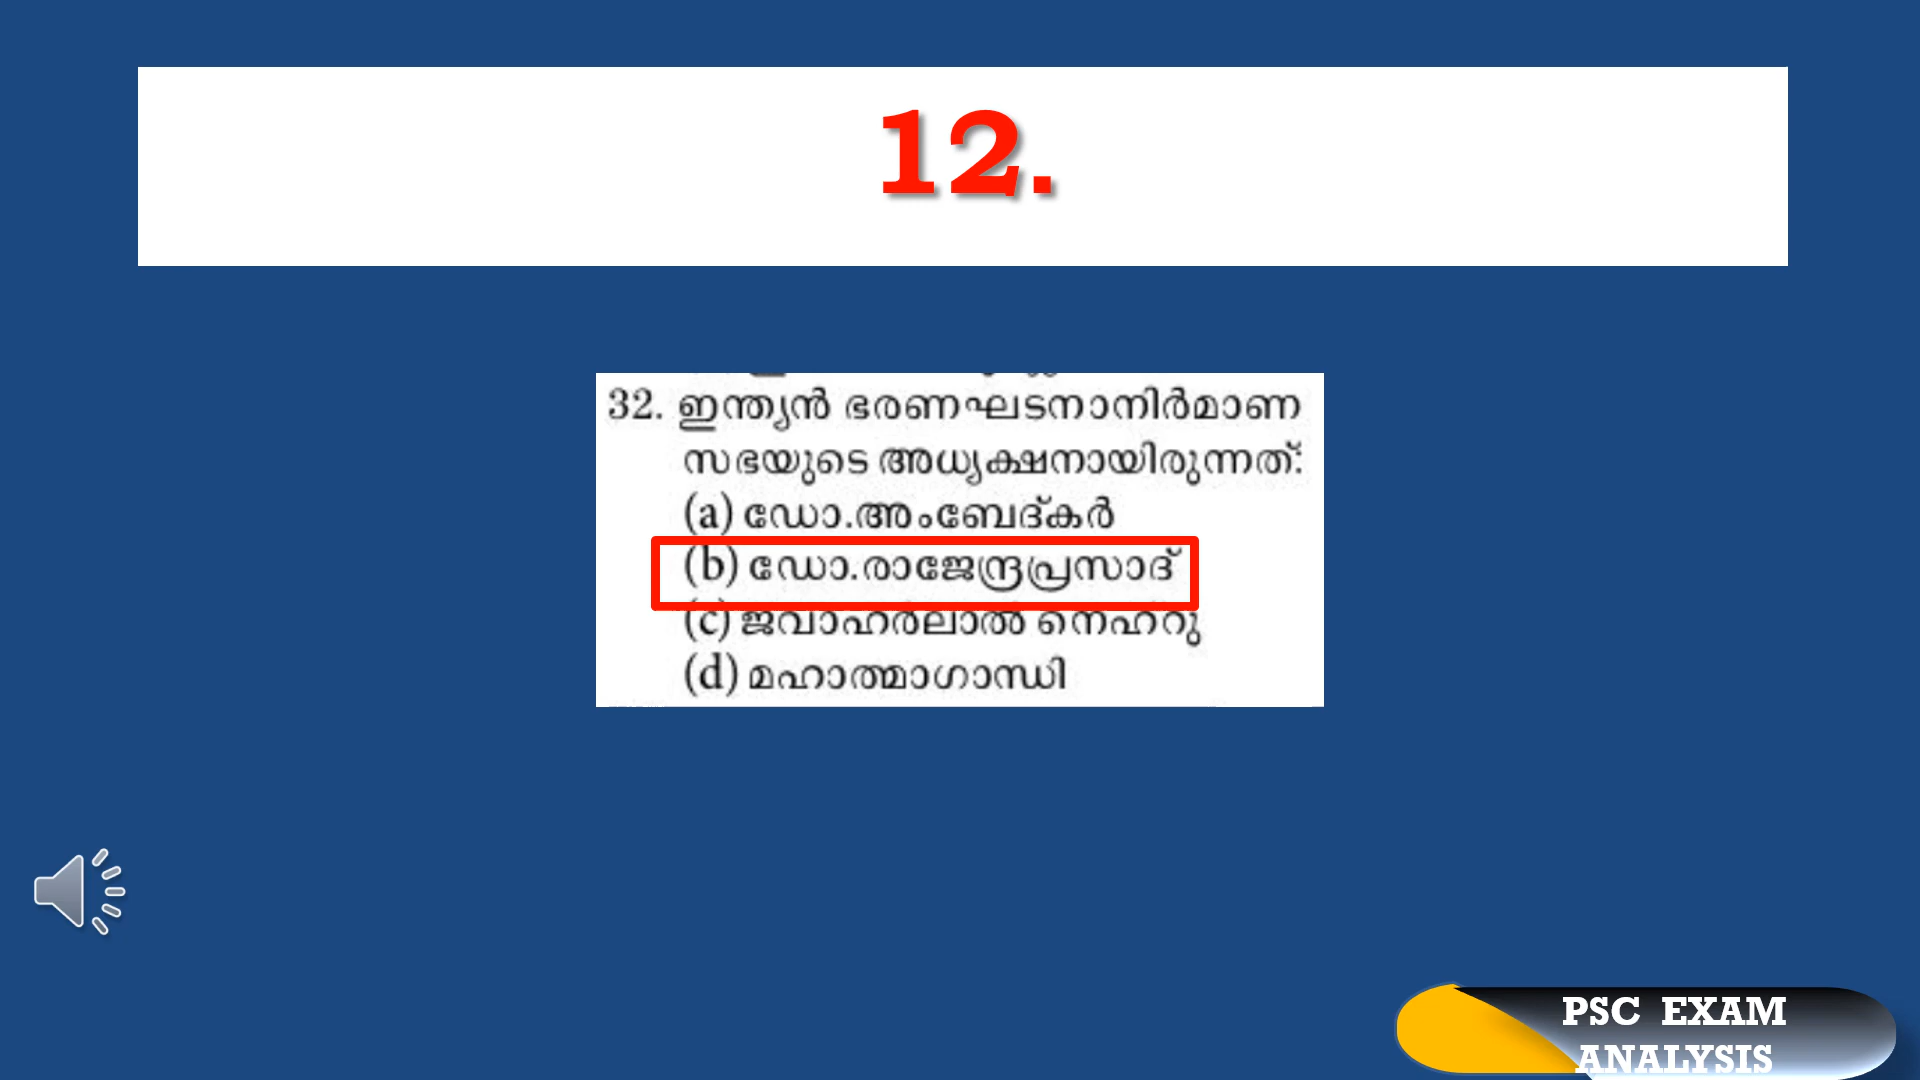 12.
32. ഇന്ത്യൻ ഭരണഘടനാനിർമാണ
സഭയുടെ അധ്യക്ഷനായിരുന്നത്:
(a) ഡോ.അംബേദ്കർ
(b) ഡോ.രാജേന്ദ്രപ്രസാദ്
(c) ജവാഹർലാൽ നെഹ്റു
(d) മഹാത്മാഗാന്ധി
PSC EXAM
ANALYSIS